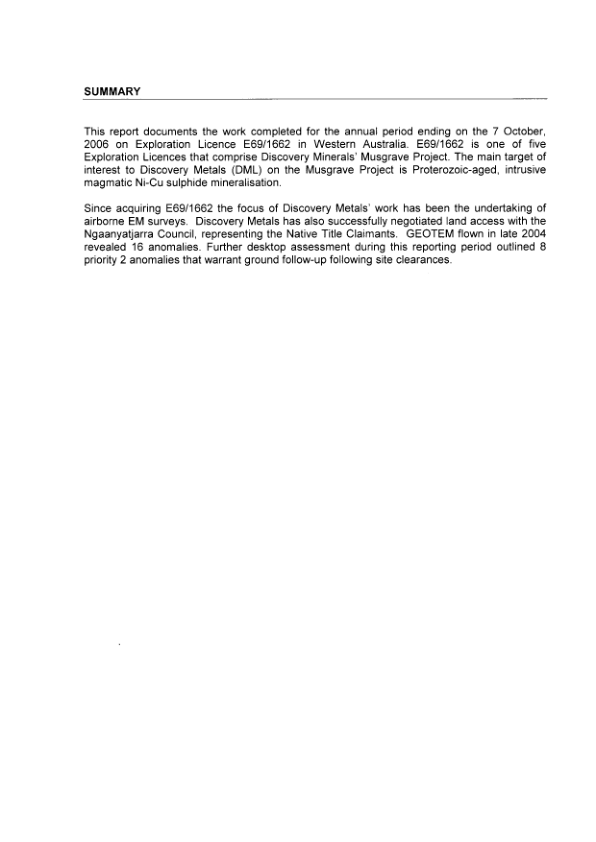 SUMMARY
This report documents the work completed for the annual period ending on the 7 October,
2006 on Exploration Licence E69/1662 in Western Australia. E69/1662 is one of five
Exploration Licences that comprise Discovery Minerals' Musgrave Project. The main target of
interest to Discovery Metals (DML) on the Musgrave Project is Proterozoic-aged, intrusive
magmatic Ni-Cu sulphide mineralisation.
Since acquiring E69/1662 the focus of Discovery Metals' work has been the undertaking of
airborne EM surveys.  Discovery Metals has also successfully negotiated land access with the
Ngaanyatjarra Council, representing the Native Title Claimants.  GEOTEM flown in late 2004
revealed 16 anomalies. Further desktop assessment during this reporting period outlined 8
priority 2 anomalies that warrant ground follow-up following site clearances.